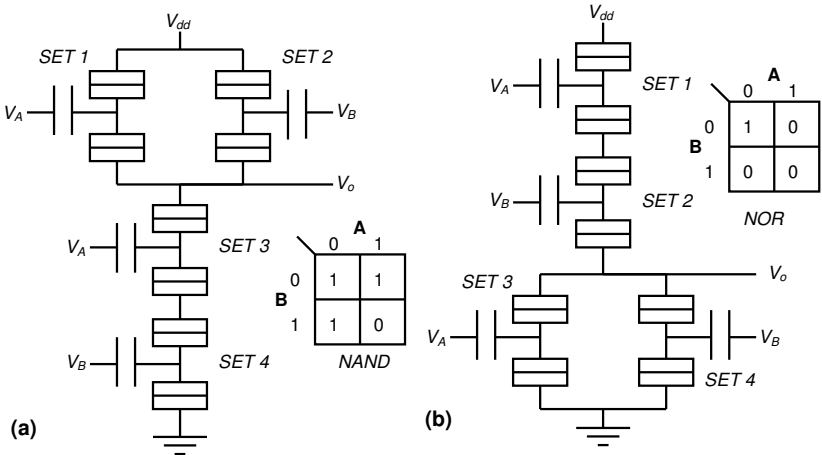 V_dd
SET 1
SET 2
V_A
V_B
V_o
V_A
SET 3
V_B
SET 4
A
0 1
B
0 1 1
1 1 0
NAND
(a)
V_dd
V_A
SET 1
V_B
SET 2
A
0 1
B
0 1 0
1 0 0
NOR
V_o
SET 3
V_A
V_B
SET 4
(b)